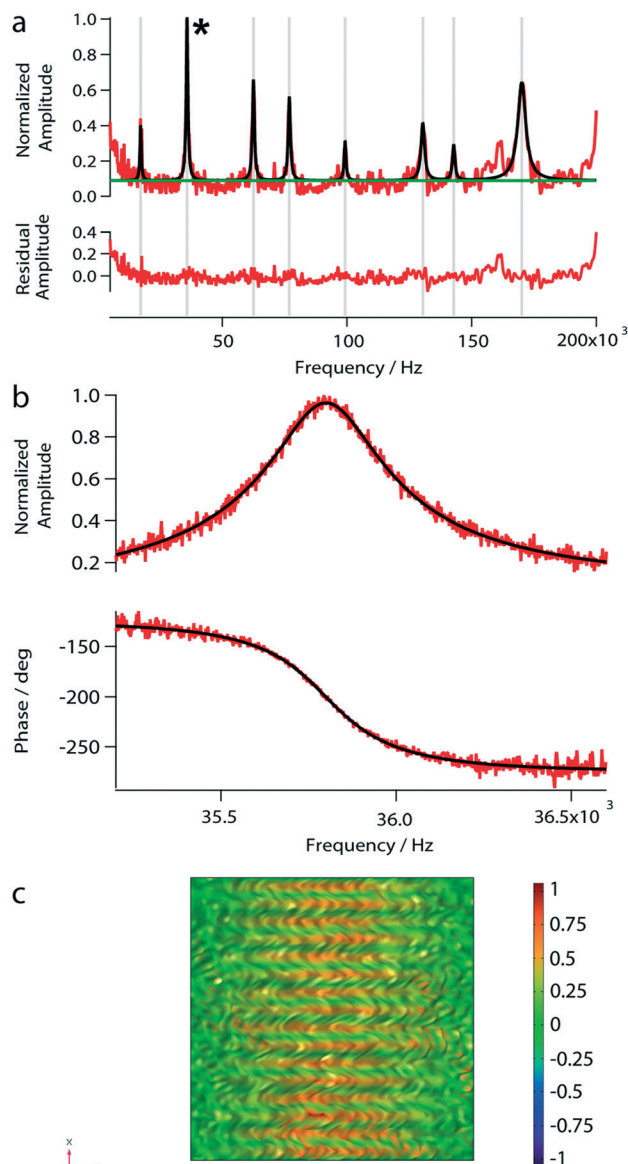 a
*
Normalized
Amplitude
1.0
0.8
0.6
0.4
0.2
0.0
Residual
Amplitude
0.4
0.2
0.0
50
100
150
200x10 3
Frequency / Hz
b
Normalized
Amplitude
1.0
0.8
0.6
0.4
0.2
Phase / deg
-150
-200
-250
35.5
36.0
36.5x10 3
Frequency / Hz
c
1
0.75
0.5
0.25
0
-0.25
-0.5
-0.75
-1
x